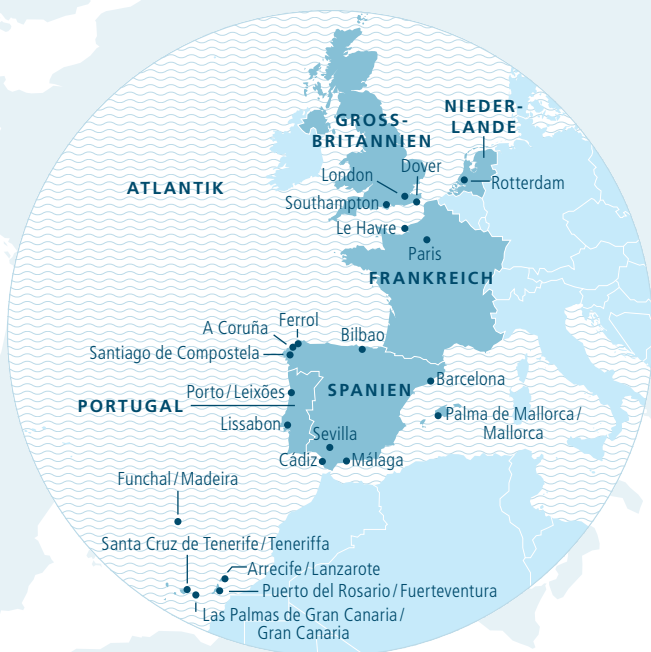 NIEDER-
LANDE
GROSS-
BRITANNIEN
Dover
London
Rotterdam
ATLANTIK
Southampton
Le Havre
Paris
FRANKREICH
Ferrol
A Coruña
Bilbao
Santiago de Compostela
Barcelona
Porto / Leixões
SPANIEN
PORTUGAL
Palma de Mallorca /
Mallorca
Lissabon
Sevilla
Cádiz
Málaga
Funchal / Madeira
Santa Cruz de Tenerife / Teneriffa
Arrecife / Lanzarote
Puerto del Rosario / Fuerteventura
Las Palmas de Gran Canaria /
Gran Canaria